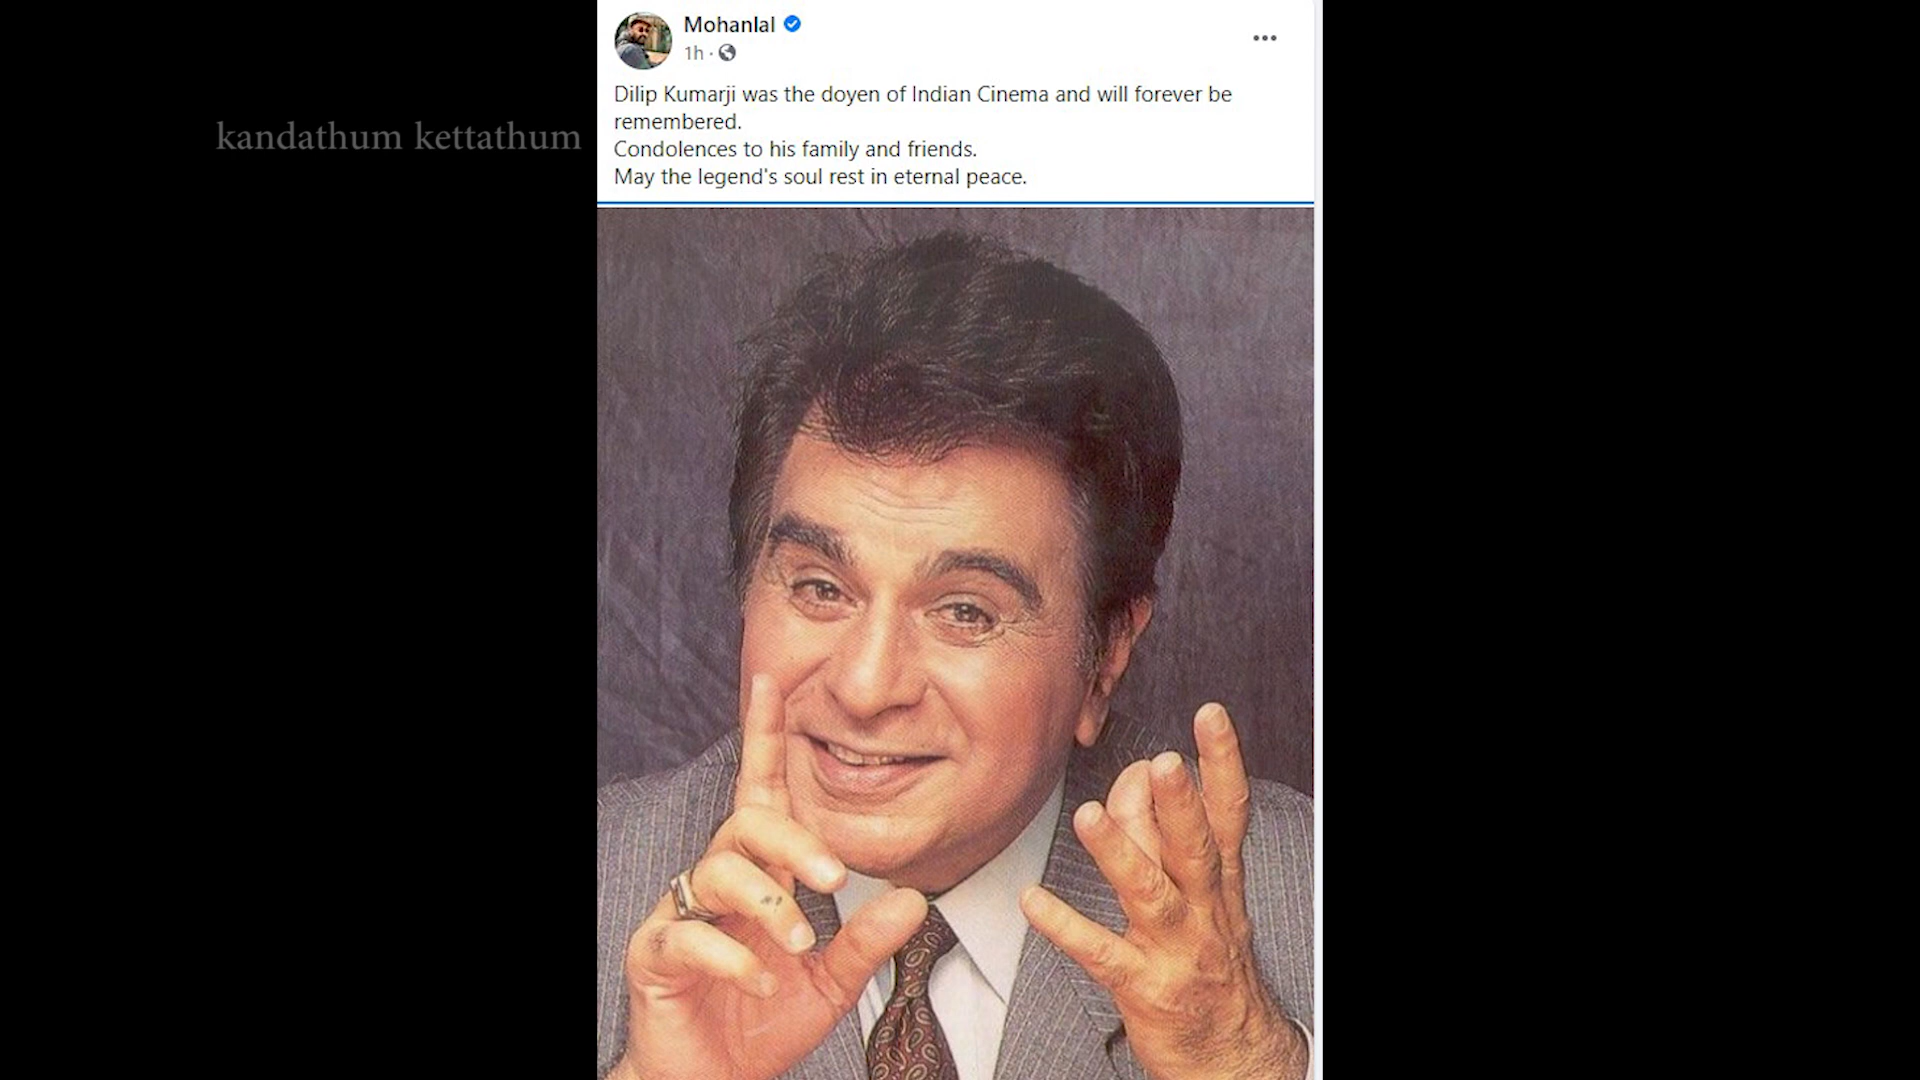 Mohanlal
1h ·
Dilip Kumarji was the doyen of Indian Cinema and will forever be
remembered.
Condolences to his family and friends.
May the legend's soul rest in eternal peace.
kandathum kettathum